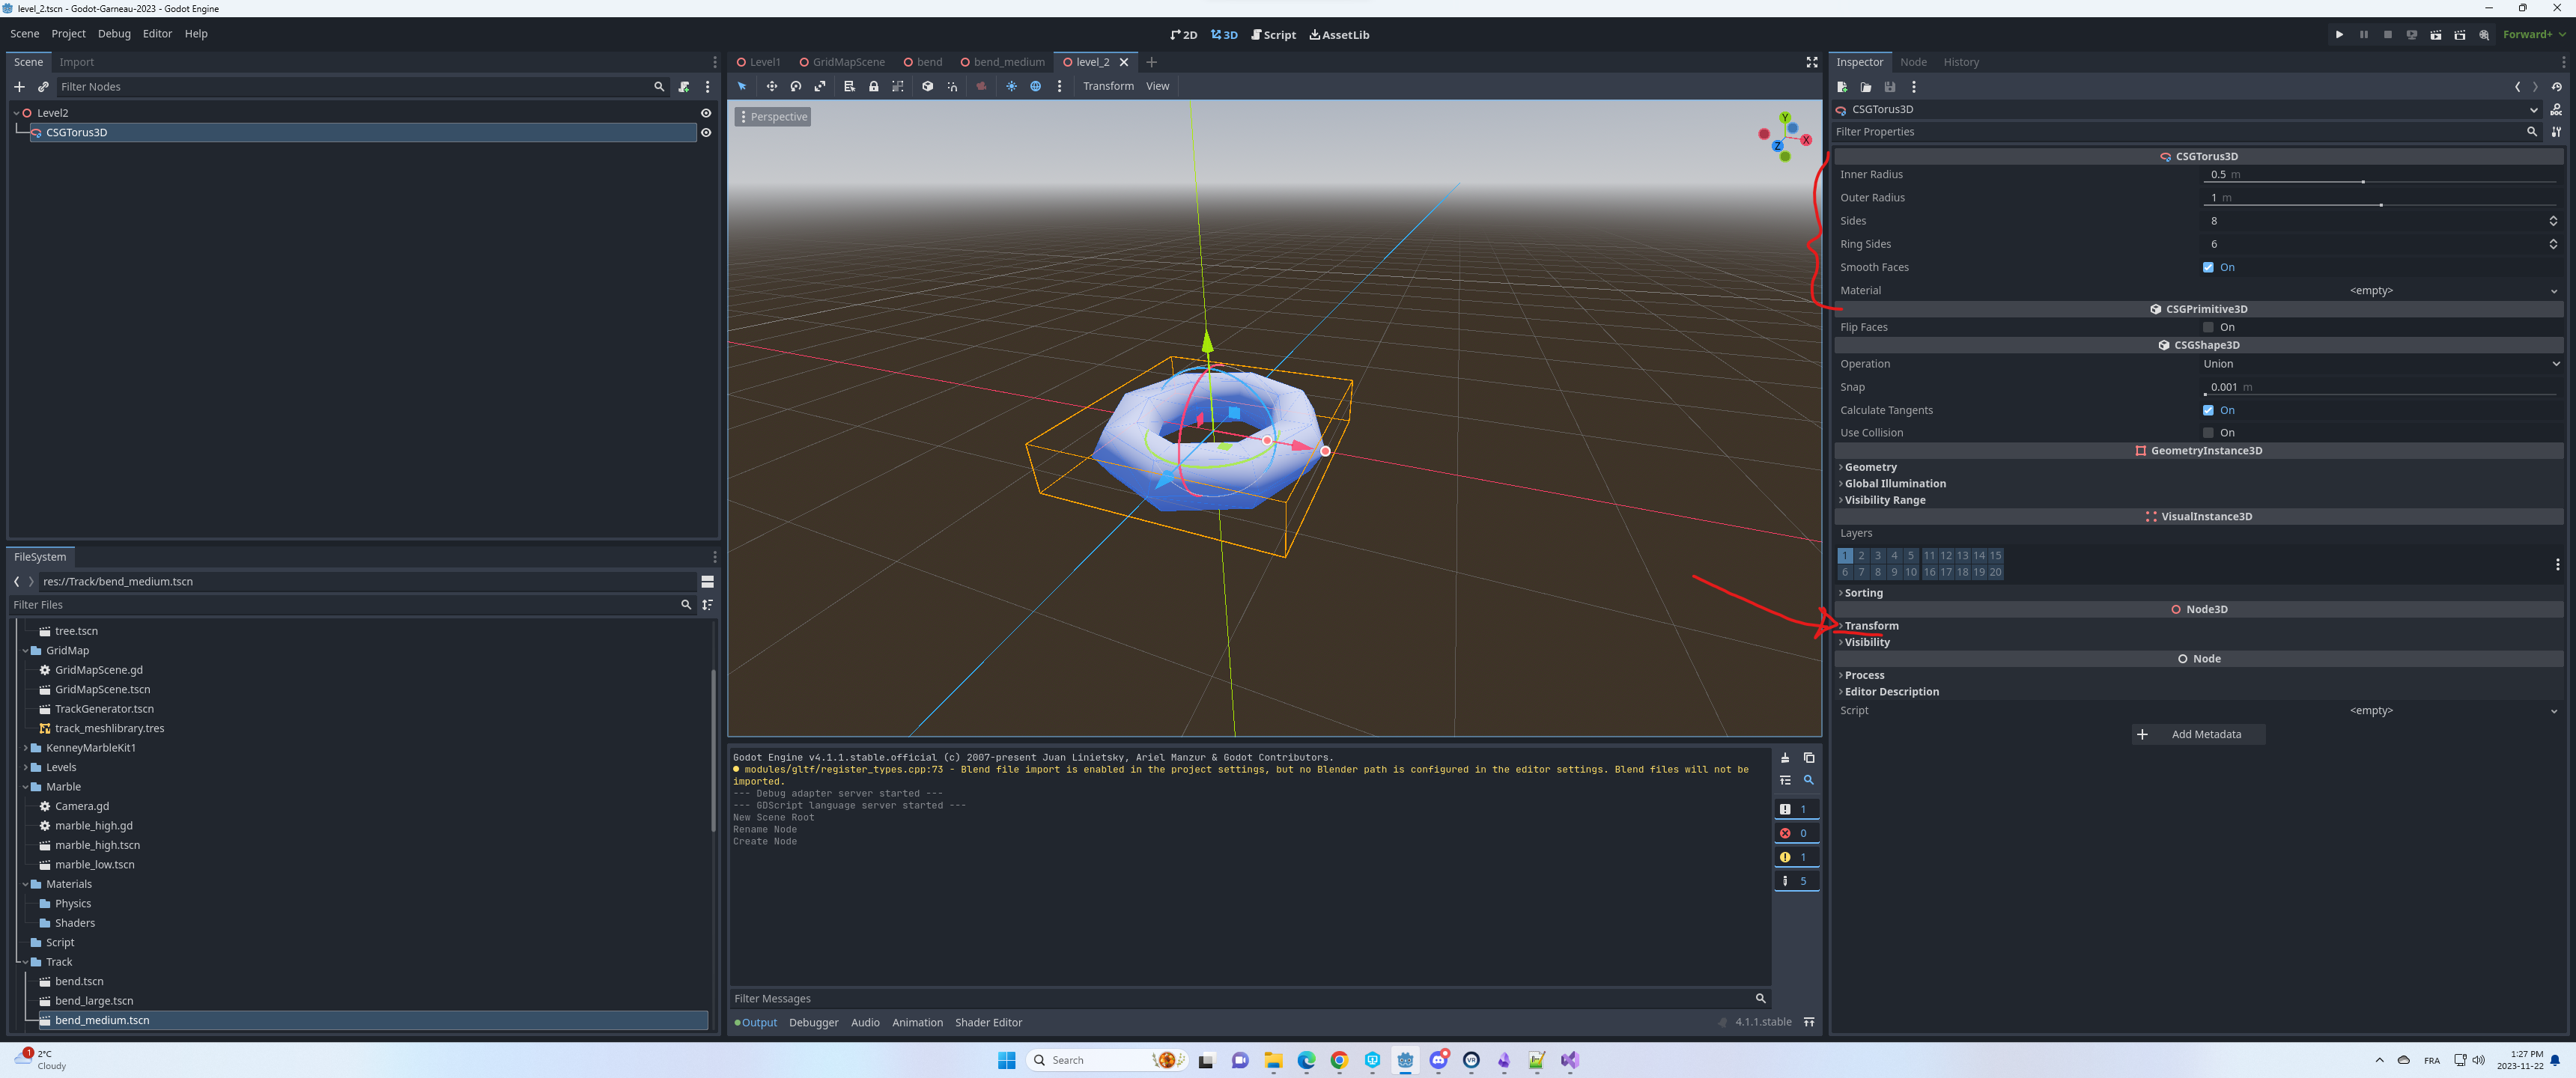 level_2.tscn - Godot-Garneau-2023 - Godot Engine
Scene Project Debug Editor Help
2D 3D Script AssetLib
Forward+
Scene Import
Filter Nodes
Level2
CSGTorus3D
FileSystem
res://Track/bend_medium.tscn
Filter Files
tree.tscn
GridMap
GridMapScene.gd
GridMapScene.tscn
TrackGenerator.tscn
track_meshlibrary.tres
KenneyMarbleKit1
Levels
Marble
Camera.gd
marble_high.gd
marble_high.tscn
marble_low.tscn
Materials
Physics
Shaders
Script
Track
bend.tscn
bend_large.tscn
bend_medium.tscn
Level1 GridMapScene bend bend_medium level_2
Transform View
Perspective
Y
X
Z
Godot Engine v4.1.1.stable.official (c) 2007-present Juan Linietsky, Ariel Manzur & Godot Contributors.
modules/gltf/register_types.cpp:73 - Blend file import is enabled in the project settings, but no Blender path is configured in the editor settings. Blend files will not be
imported.
--- Debug adapter server started ---
--- GDScript language server started ---
New Scene Root
Rename Node
Create Node
1
0
1
5
Filter Messages
Output Debugger Audio Animation Shader Editor
4.1.1.stable
Inspector Node History
CSGTorus3D
Filter Properties
CSGTorus3D
Inner Radius 0.5 m
Outer Radius 1 m
Sides 8
Ring Sides 6
Smooth Faces On
Material <empty>
CSGPrimitive3D
Flip Faces On
CSGShape3D
Operation Union
Snap 0.001 m
Calculate Tangents On
Use Collision On
GeometryInstance3D
Geometry
Global Illumination
Visibility Range
VisualInstance3D
Layers
1 2 3 4 5 11 12 13 14 15
6 7 8 9 10 16 17 18 19 20
Sorting
Node3D
Transform
Visibility
Node
Process
Editor Description
Script <empty>
Add Metadata
1
2°C
Cloudy
Search
FRA
1:27 PM
2023-11-22